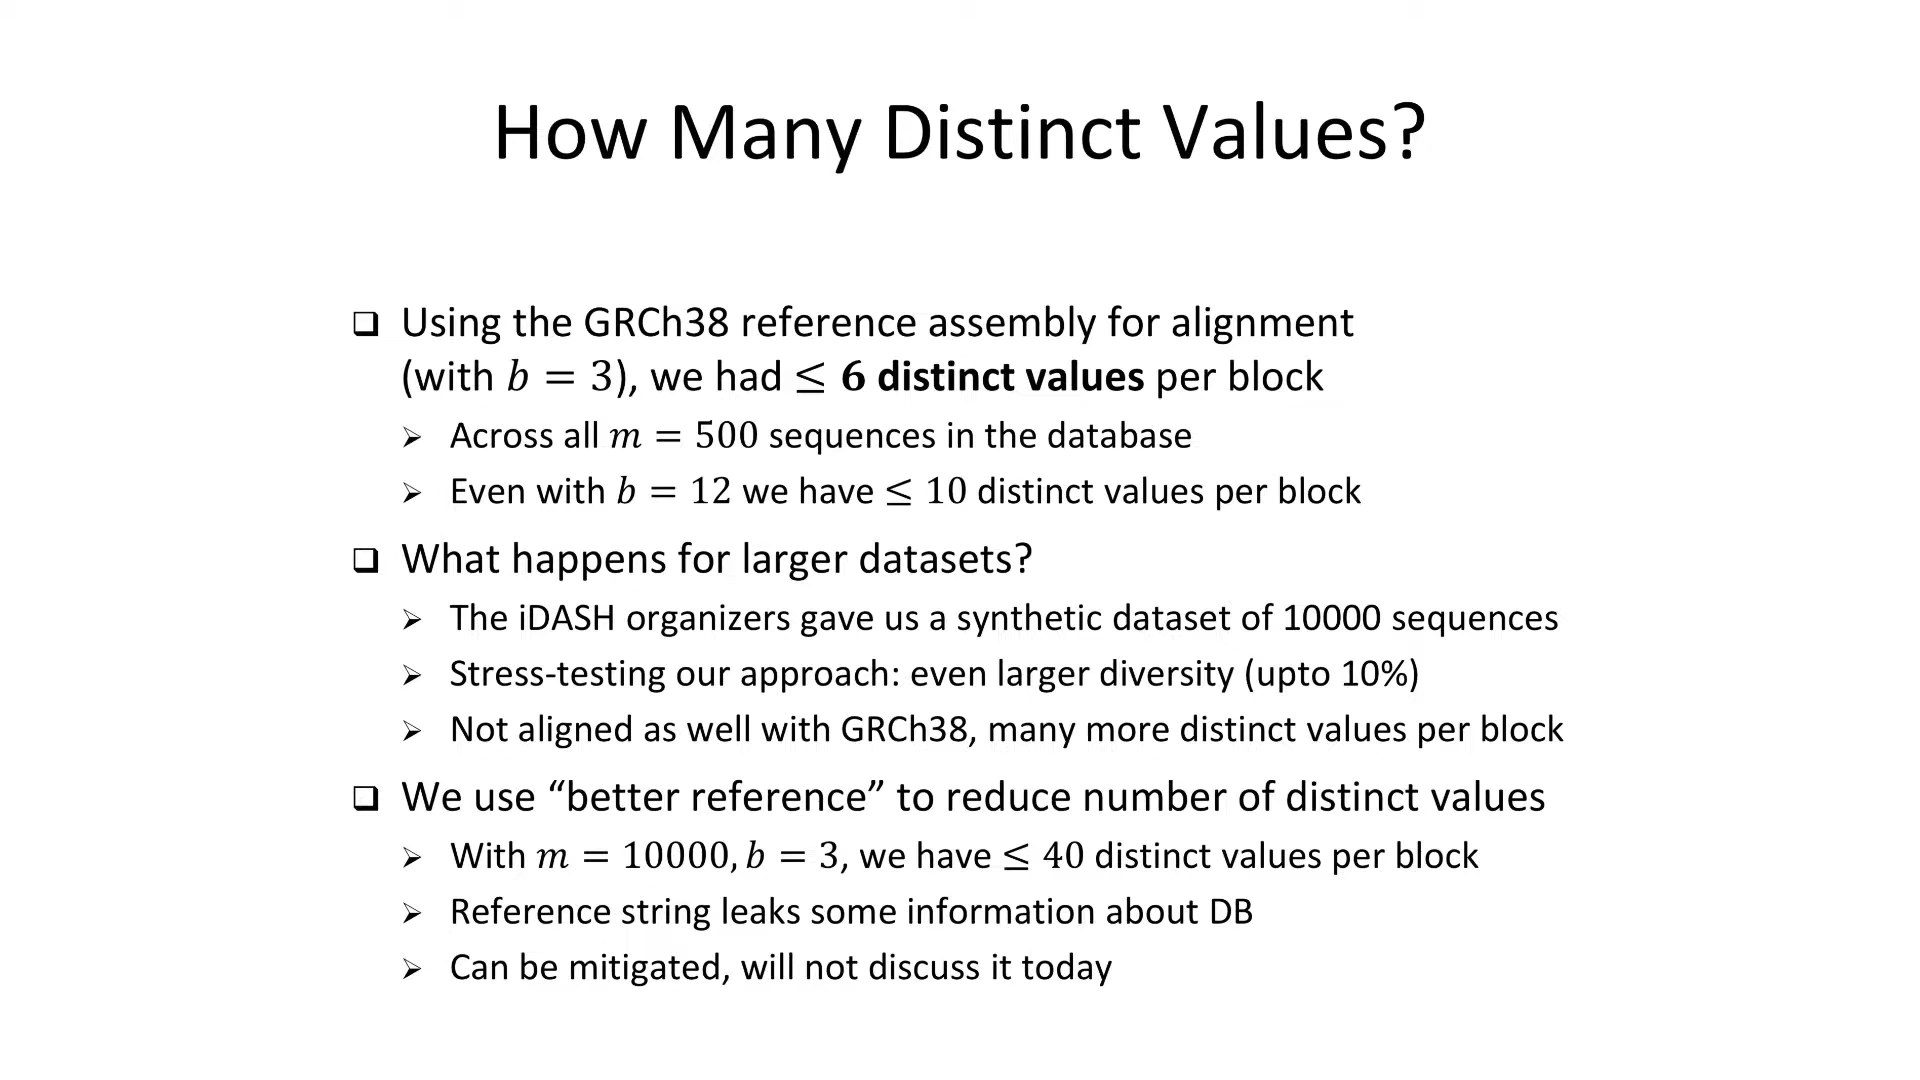 How Many Distinct Values?
❑ Using the GRCh38 reference assembly for alignment
(with b = 3), we had ≤ 6 distinct values per block
➢ Across all m = 500 sequences in the database
➢ Even with b = 12 we have ≤ 10 distinct values per block
❑ What happens for larger datasets?
➢ The iDASH organizers gave us a synthetic dataset of 10000 sequences
➢ Stress-testing our approach: even larger diversity (upto 10%)
➢ Not aligned as well with GRCh38, many more distinct values per block
❑ We use “better reference” to reduce number of distinct values
➢ With m = 10000, b = 3, we have ≤ 40 distinct values per block
➢ Reference string leaks some information about DB
➢ Can be mitigated, will not discuss it today